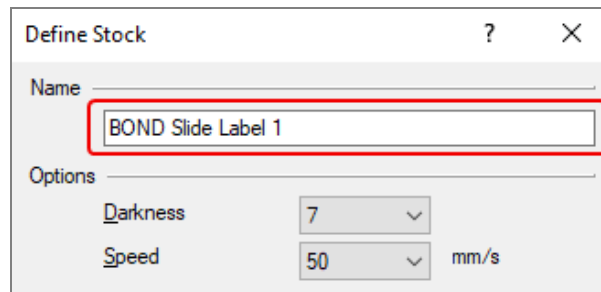 Define Stock ?
Name
BOND Slide Label 1
Options
Darkness 7
Speed 50 mm/s